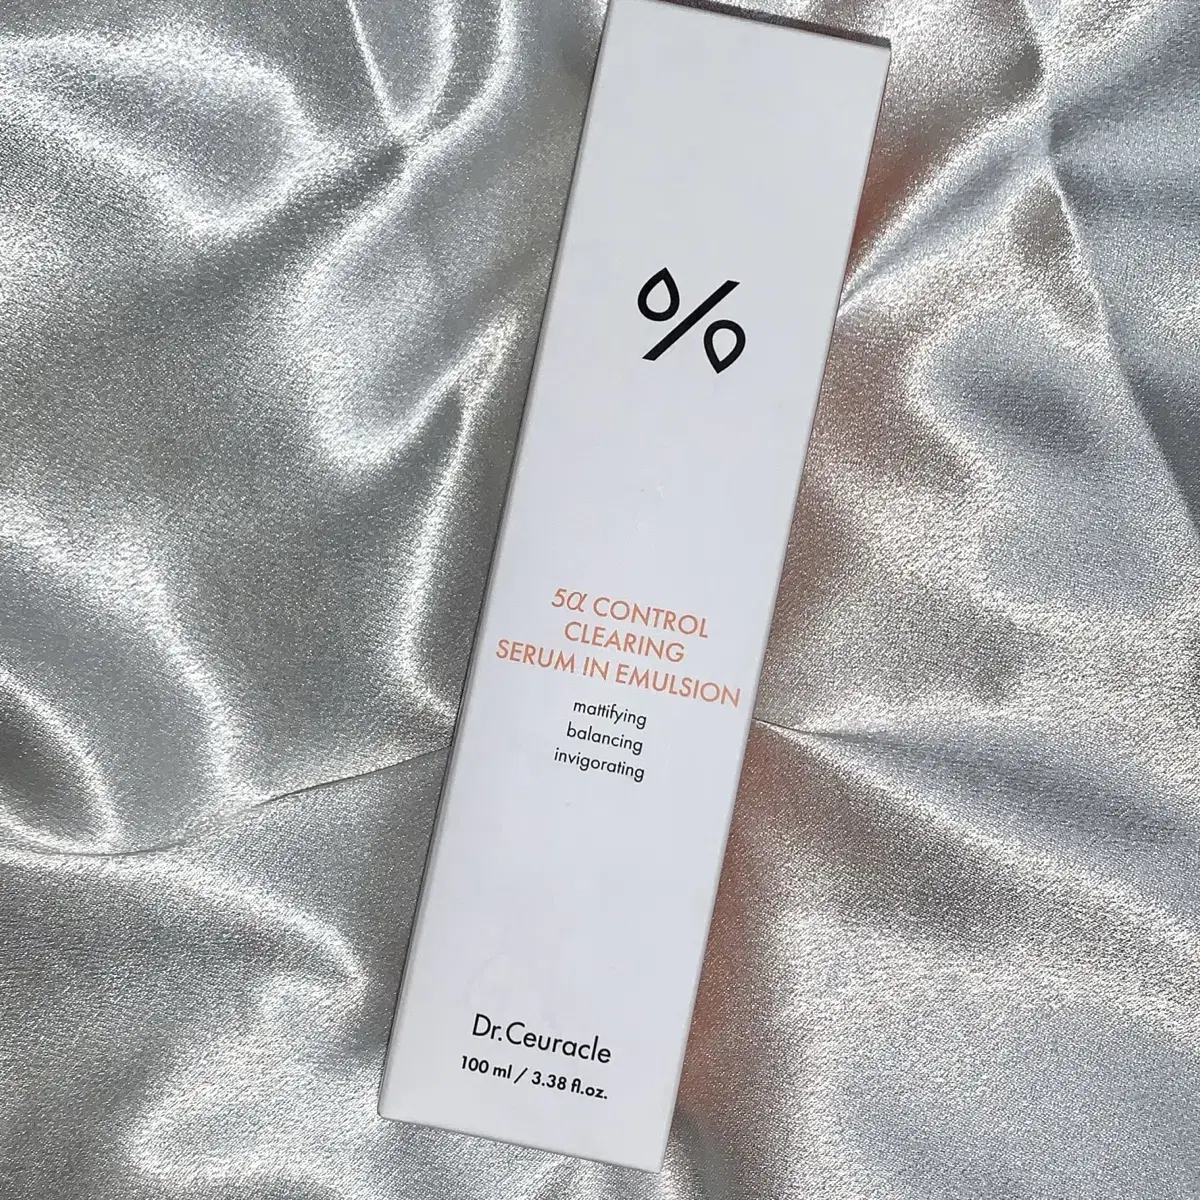 5α CONTROL
CLEARING
SERUM IN EMULSION
mattifying
balancing
invigorating
Dr.Ceuracle
100 ml / 3.38 fl.oz.